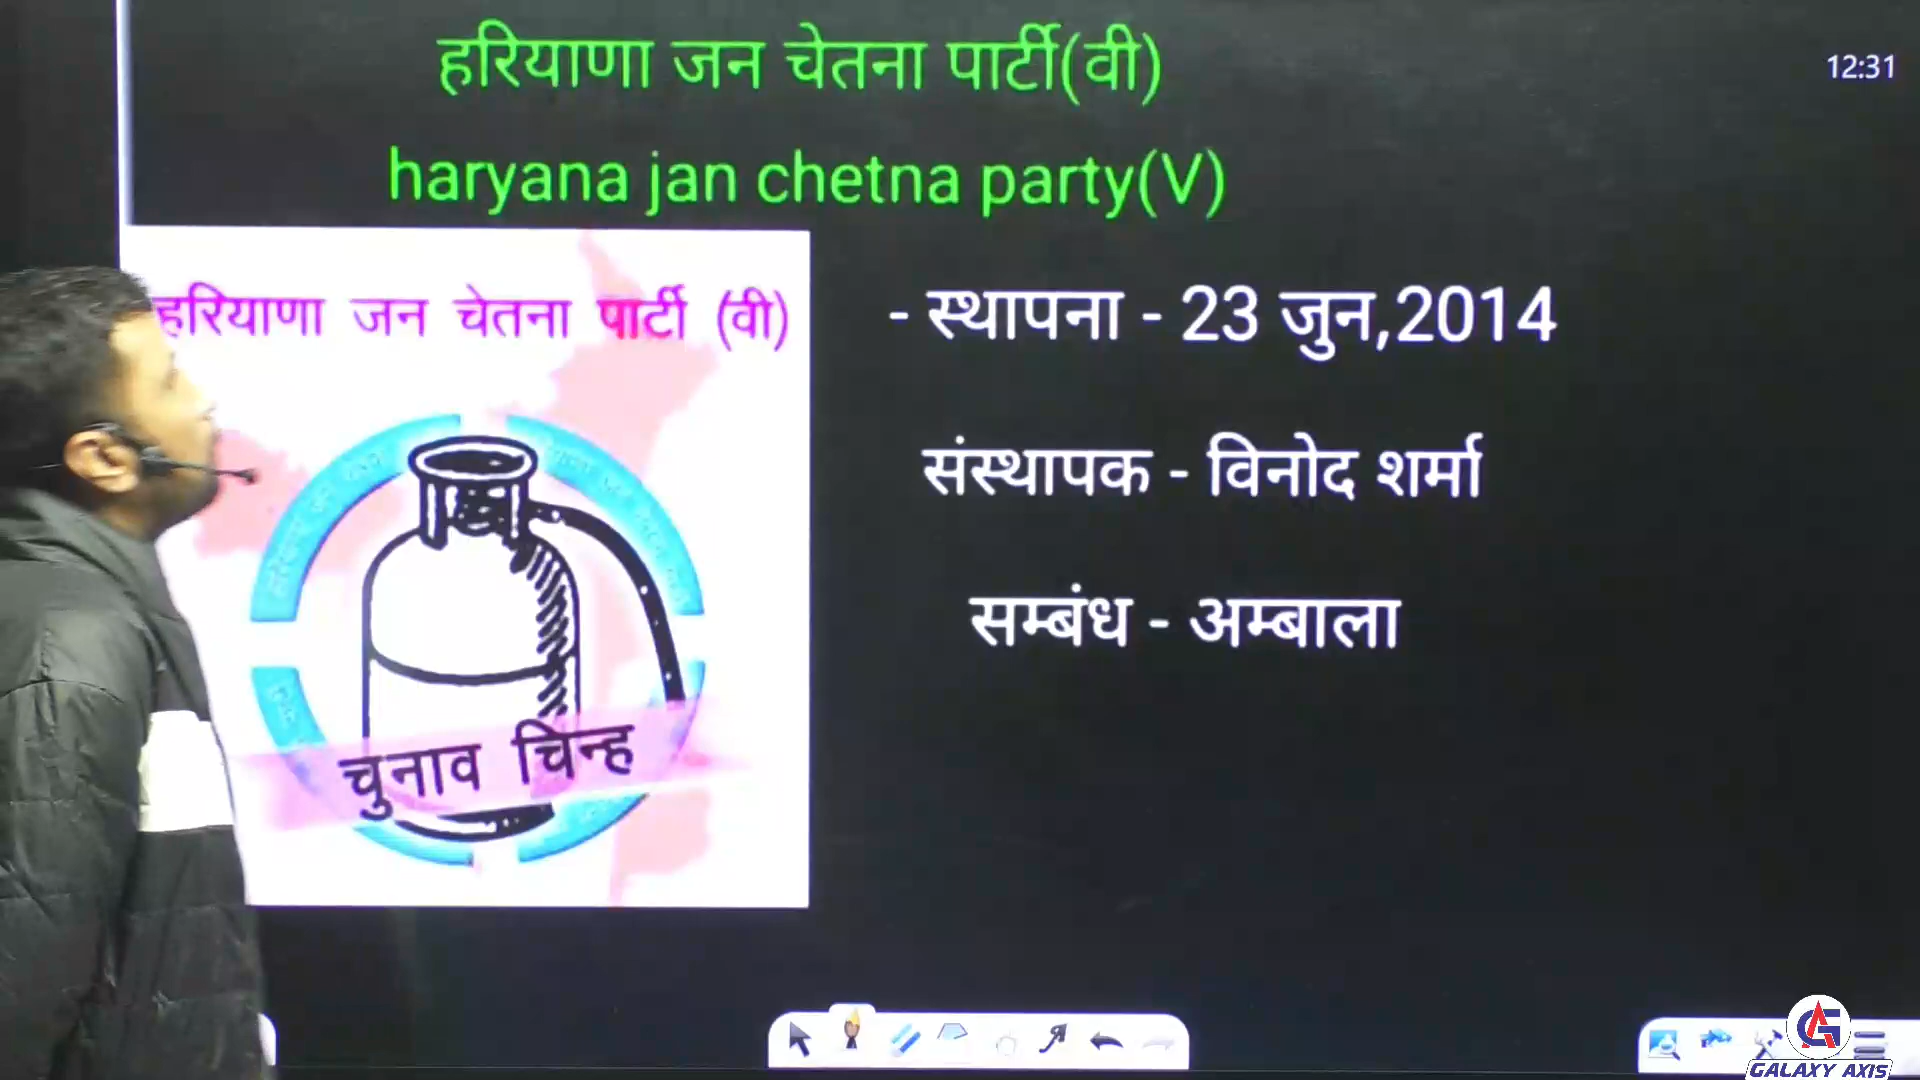 हरियाणा जन चेतना पार्टी(वी)
12:31
haryana jan chetna party(V)
हरियाणा जन चेतना पार्टी (वी)
- स्थापना - 23 जुन,2014
संस्थापक - विनोद शर्मा
सम्बंध - अम्बाला
चुनाव चिन्ह
GALAXY AXIS